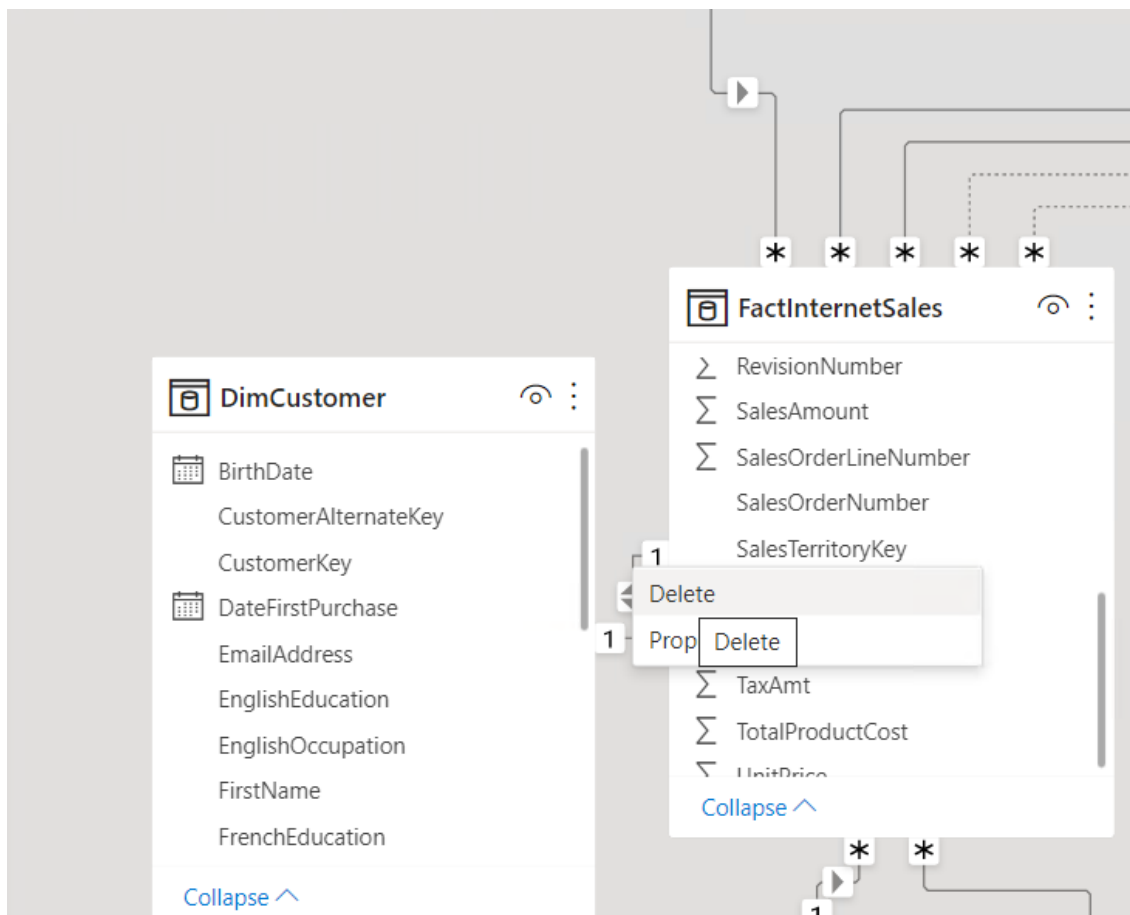 * * * * *
FactInternetSales
RevisionNumber
SalesAmount
SalesOrderLineNumber
SalesOrderNumber
SalesTerritoryKey
DimCustomer
BirthDate
CustomerAlternateKey
CustomerKey
DateFirstPurchase
EmailAddress
EnglishEducation
EnglishOccupation
FirstName
FrenchEducation
Collapse
1
1
Delete
Prop
Delete
TaxAmt
TotalProductCost
UnitPrice
Collapse
* *
1